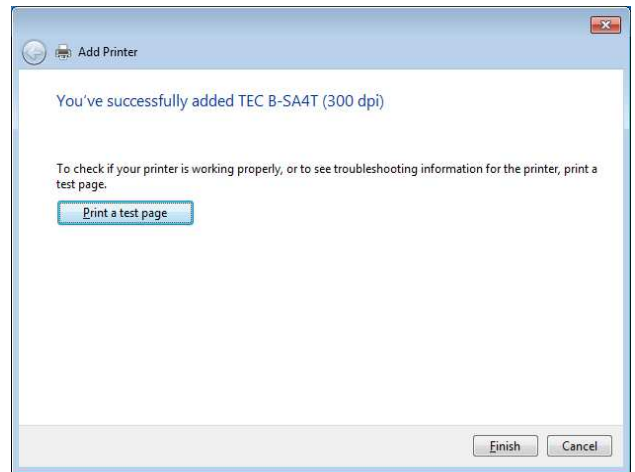 Add Printer
You've successfully added TEC B-SA4T (300 dpi)
To check if your printer is working properly, or to see troubleshooting information for the printer, print a
test page.
Print a test page
Finish
Cancel